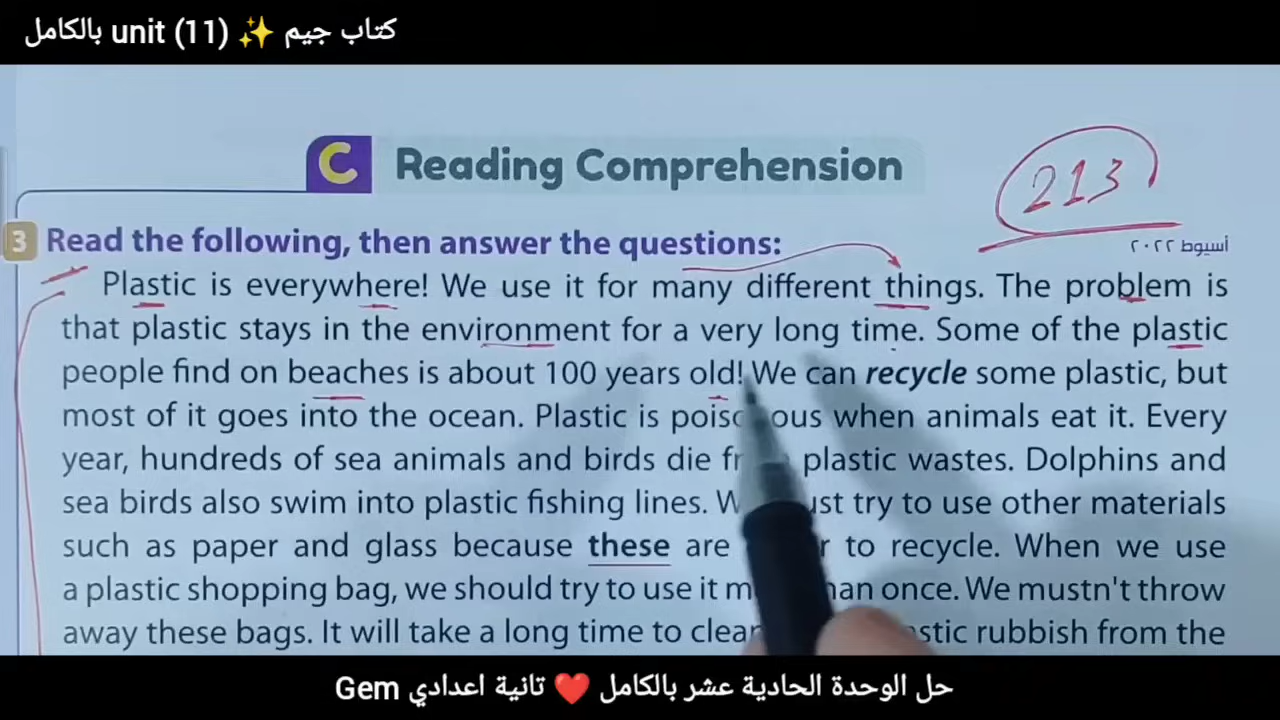 كتاب جيم ✨ unit (11) بالكامل
C Reading Comprehension
213
3 Read the following, then answer the questions:
أسيوط ٢٠٢٢
Plastic is everywhere! We use it for many different things. The problem is
that plastic stays in the environment for a very long time. Some of the plastic
people find on beaches is about 100 years old! We can recycle some plastic, but
most of it goes into the ocean. Plastic is poisonous when animals eat it. Every
year, hundreds of sea animals and birds die plastic wastes. Dolphins and
sea birds also swim into plastic fishing lines. try to use other materials
such as paper and glass because these are to recycle. When we use
a plastic shopping bag, we should try to use it once. We mustn't throw
away these bags. It will take a long time to rubbish from the
حل الوحدة الحادية عشر بالكامل ❤️ تانية اعدادي Gem